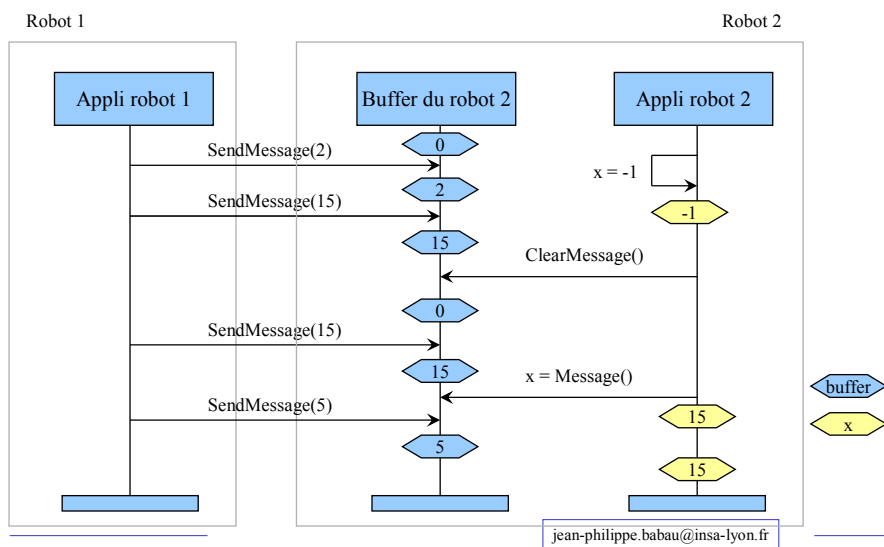 Robot 1
Robot 2
Appli robot 1
Buffer du robot 2
Appli robot 2
0
SendMessage(2)
x = -1
2
-1
SendMessage(15)
15
ClearMessage()
0
SendMessage(15)
15
x = Message()
buffer
SendMessage(5)
15
x
5
15
jean-philippe.babau@insa-lyon.fr